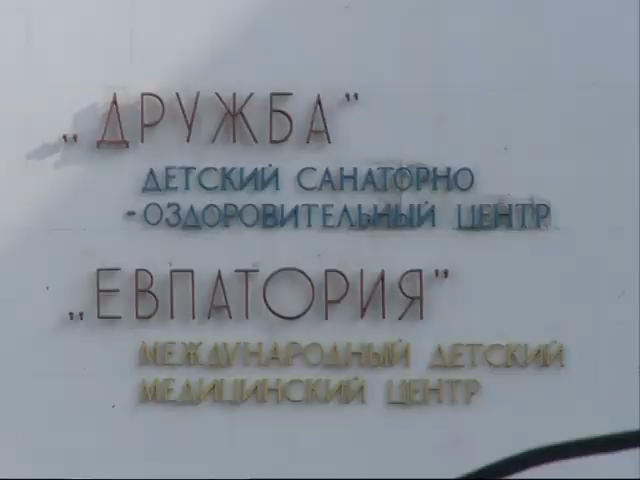 „ДРУЖБА"
ДЕТСКИЙ САНАТОРНО
-ОЗДОРОВИТЕЛЬНЫЙ ЦЕНТР
„ЕВПАТОРИЯ"
МЕЖДУНАРОДНЫЙ ДЕТСКИЙ
МЕДИЦИНСКИЙ ЦЕНТР